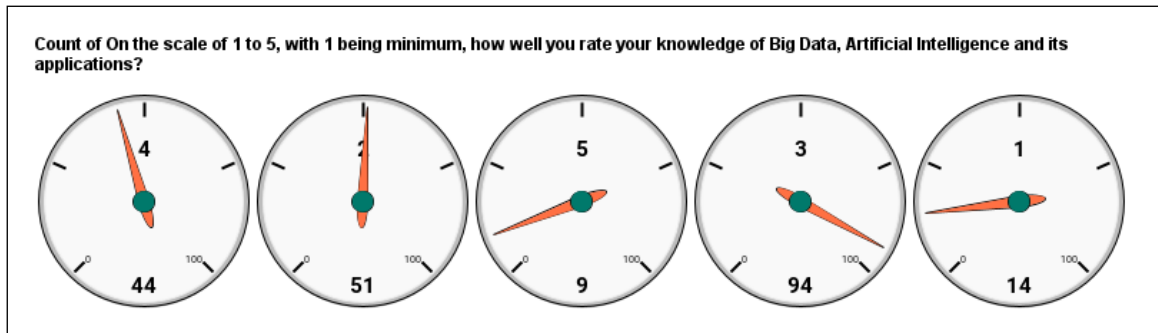 Count of On the scale of 1 to 5, with 1 being minimum, how well you rate your knowledge of Big Data, Artificial Intelligence and its
applications?
4 2 5 3 1
0 100 0 100 0 100 0 100 0 100
44 51 9 94 14